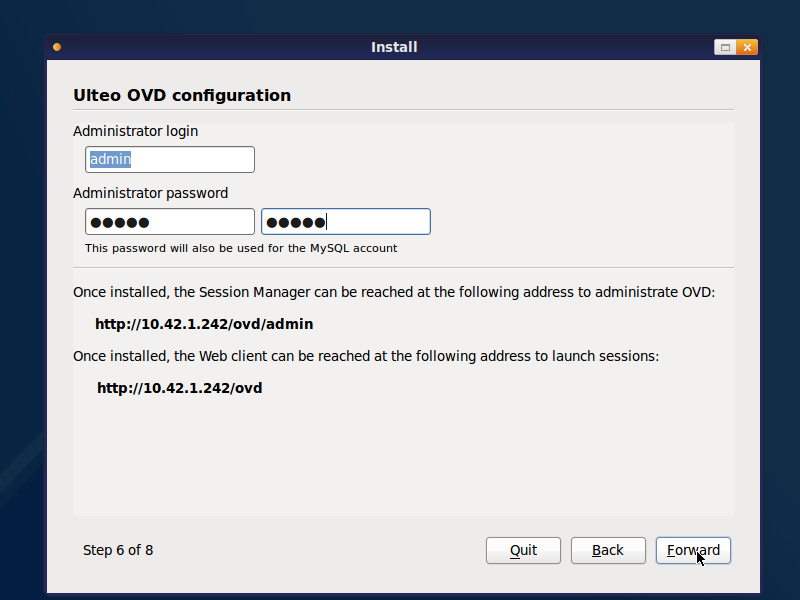 Install
Ulteo OVD configuration
Administrator login
admin
Administrator password
●●●●● ●●●●●
This password will also be used for the MySQL account
Once installed, the Session Manager can be reached at the following address to administrate OVD:
http://10.42.1.242/ovd/admin
Once installed, the Web client can be reached at the following address to launch sessions:
http://10.42.1.242/ovd
Step 6 of 8 Quit Back Forward